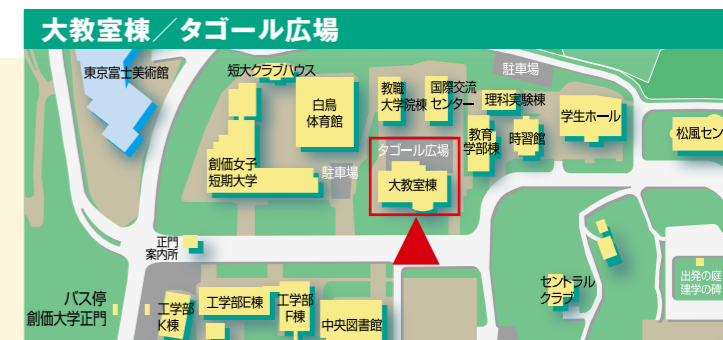 大教室棟／タゴール広場
東京富士美術館
短大クラブハウス
白鳥
体育館
教職
大学院棟
国際交流
センター
駐車場
理科実験棟
学生ホール
松風セン
教育
学部棟
時習館
タゴール広場
大教室棟
創価女子
短期大学
駐車場
正門
案内所
セントラル
クラブ
出発の庭
建学の碑
バス停
創価大学正門
工学部
K棟
工学部E棟
工学部
F棟
中央図書館